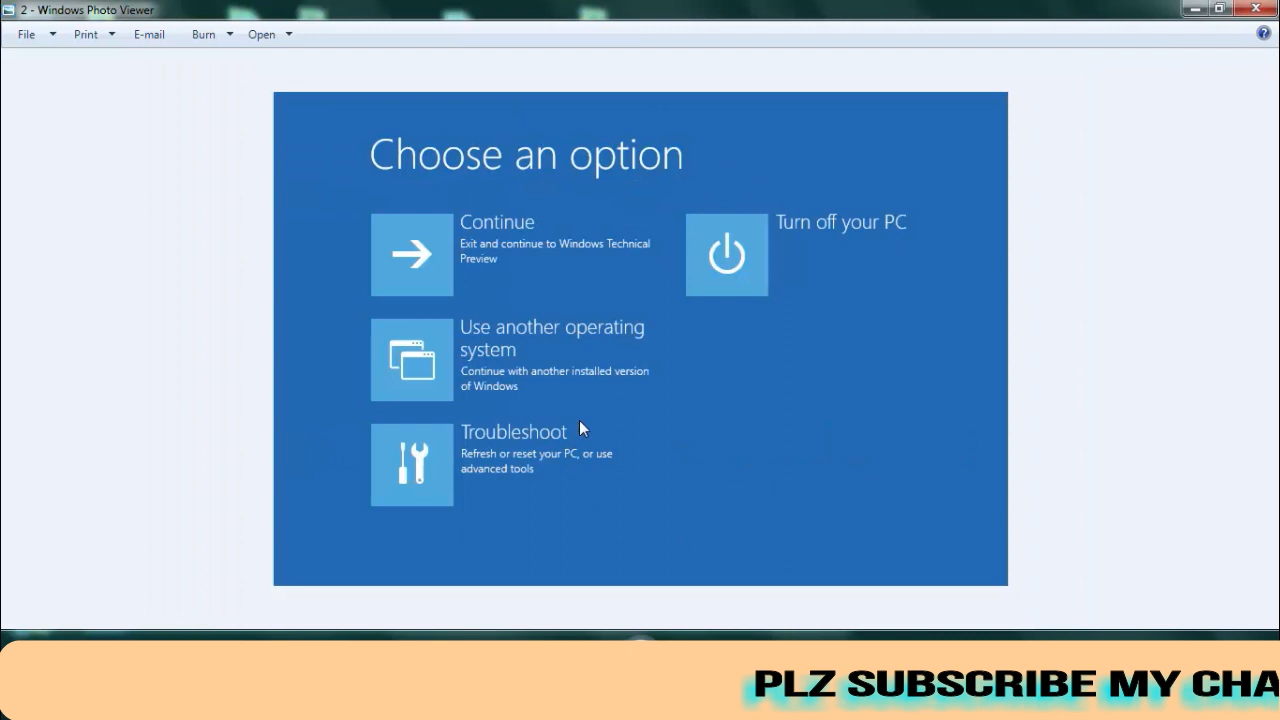 2 - Windows Photo Viewer
File Print E-mail Burn Open
Choose an option
Continue
Exit and continue to Windows Technical
Preview
Turn off your PC
Use another operating
system
Continue with another installed version
of Windows
Troubleshoot
Refresh or reset your PC, or use
advanced tools
PLZ SUBSCRIBE MY CHA